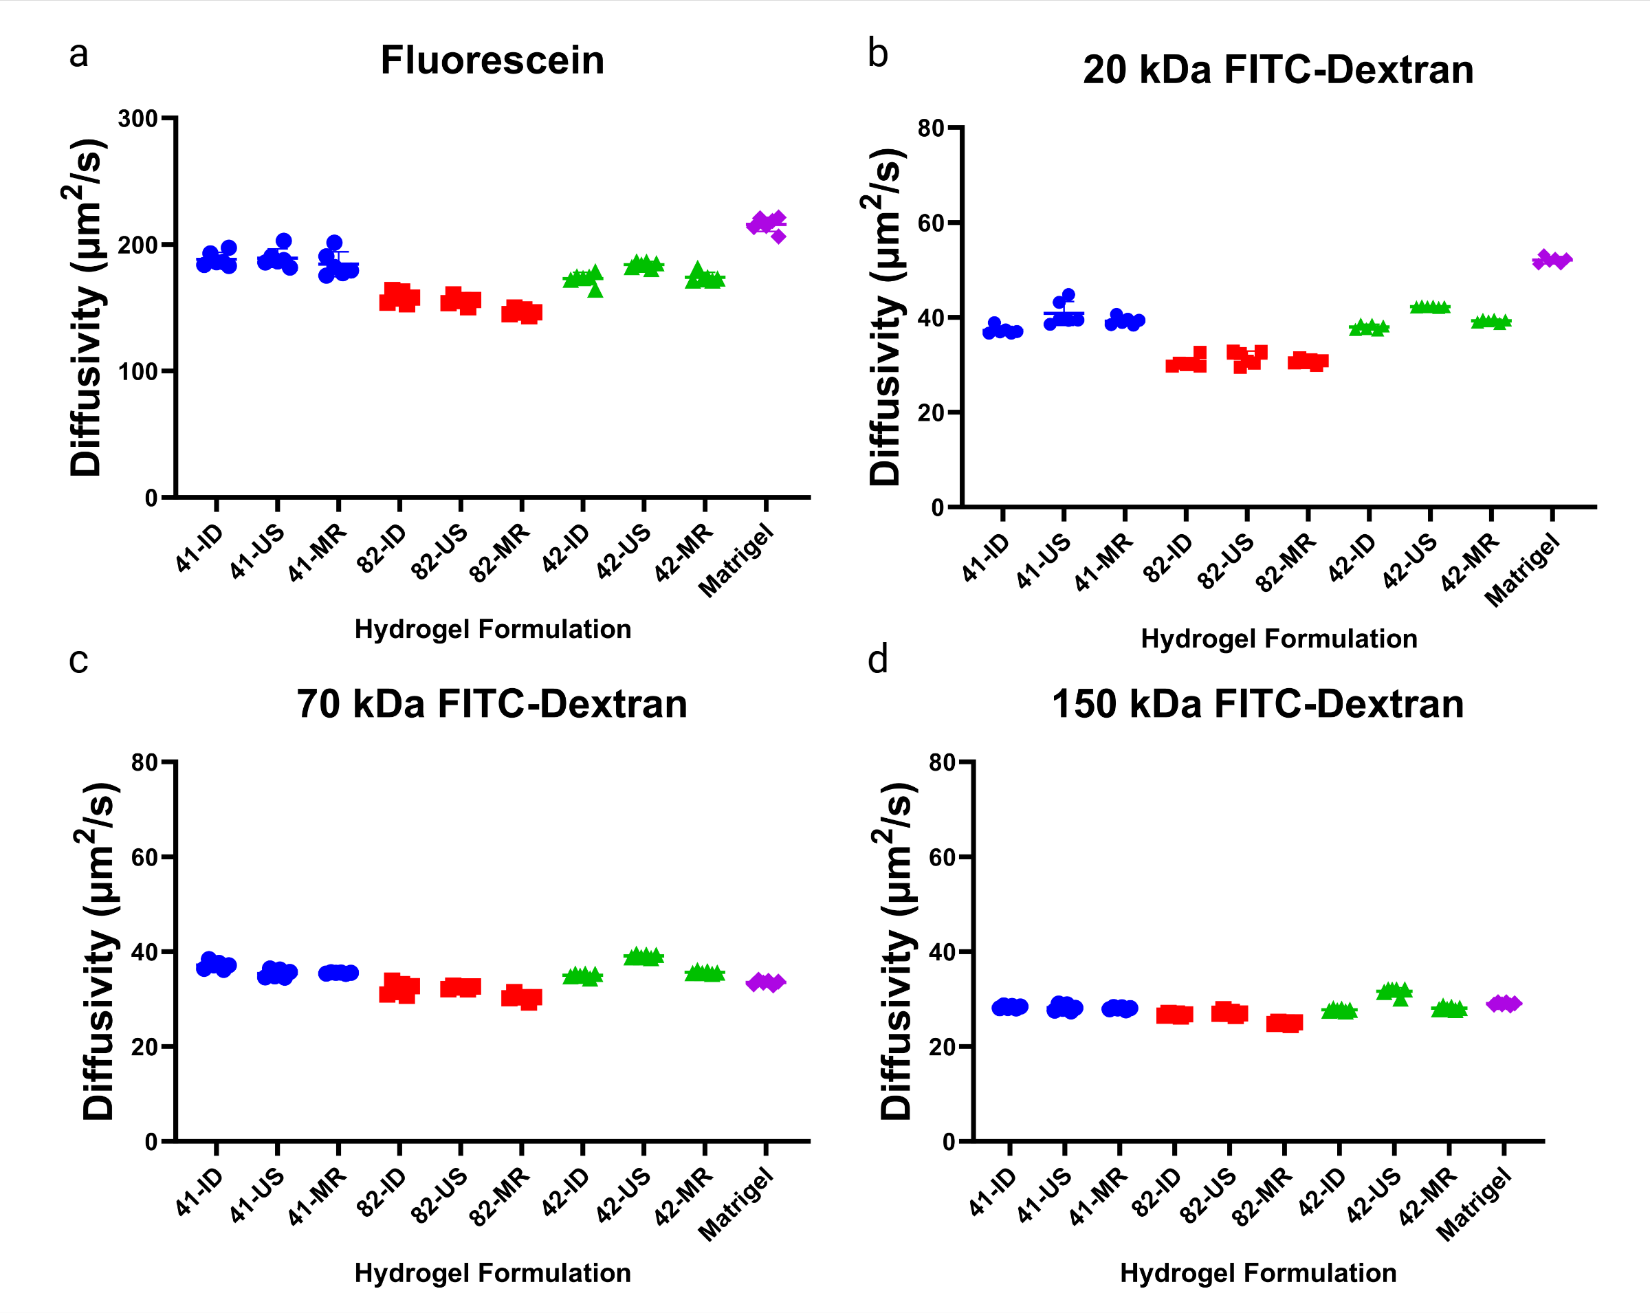 a
Fluorescein
300
200
100
0
Diffusivity (µm²/s)
41-ID
41-US
41-MR
82-ID
82-US
82-MR
42-ID
42-US
42-MR
Matrigel
Hydrogel Formulation
b
20 kDa FITC-Dextran
80
60
40
20
0
Diffusivity (µm²/s)
41-ID
41-US
41-MR
82-ID
82-US
82-MR
42-ID
42-US
42-MR
Matrigel
Hydrogel Formulation
c
70 kDa FITC-Dextran
80
60
40
20
0
Diffusivity (µm²/s)
41-ID
41-US
41-MR
82-ID
82-US
82-MR
42-ID
42-US
42-MR
Matrigel
Hydrogel Formulation
d
150 kDa FITC-Dextran
80
60
40
20
0
Diffusivity (µm²/s)
41-ID
41-US
41-MR
82-ID
82-US
82-MR
42-ID
42-US
42-MR
Matrigel
Hydrogel Formulation